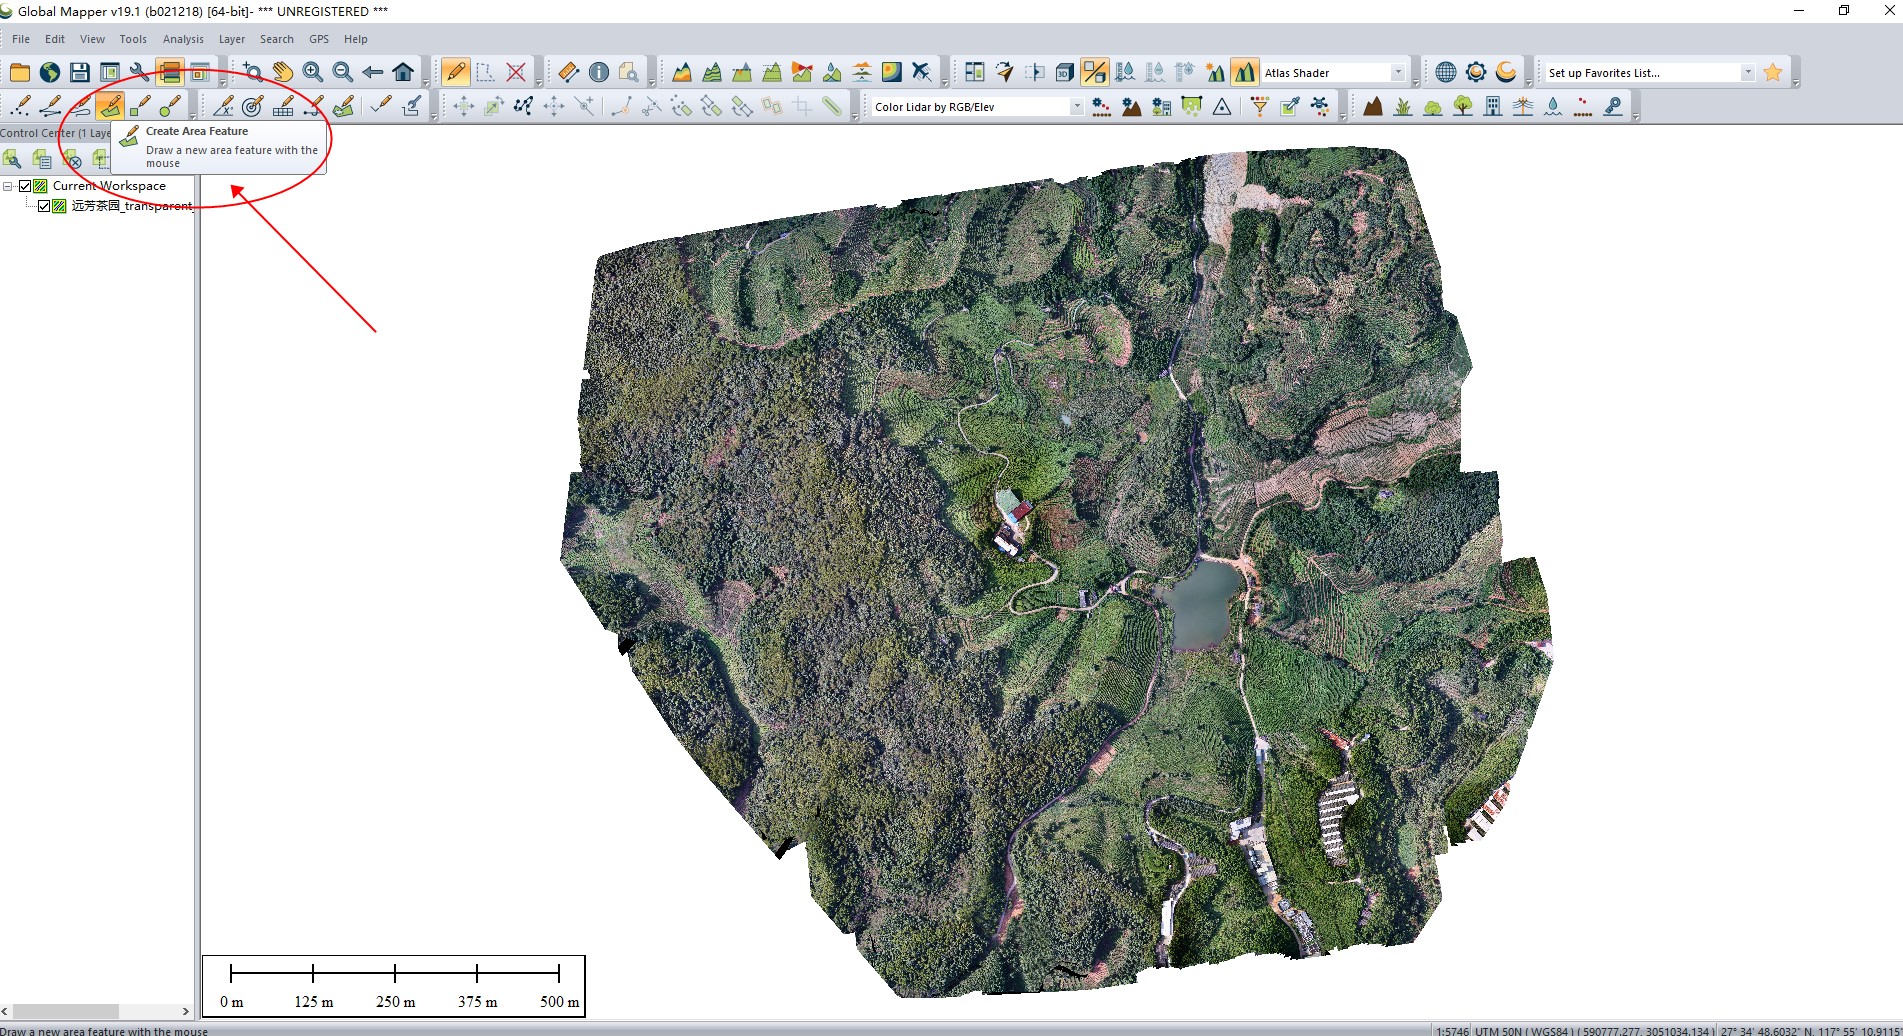 Global Mapper v19.1 (b021218) [64-bit]- *** UNREGISTERED ***
File Edit View Tools Analysis Layer Search GPS Help
Atlas Shader
Set up Favorites List...
Color Lidar by RGB/Elev
Control Center (1 Laye
Create Area Feature
Draw a new area feature with the
mouse
Current Workspace
远芳茶园_transparent_
0 m 125 m 250 m 375 m 500 m
Draw a new area feature with the mouse
1:5746 UTM 50N ( WGS84 ) ( 590777.277, 3051034.134 ) 27° 34' 48.6032" N, 117° 55' 10.9115"